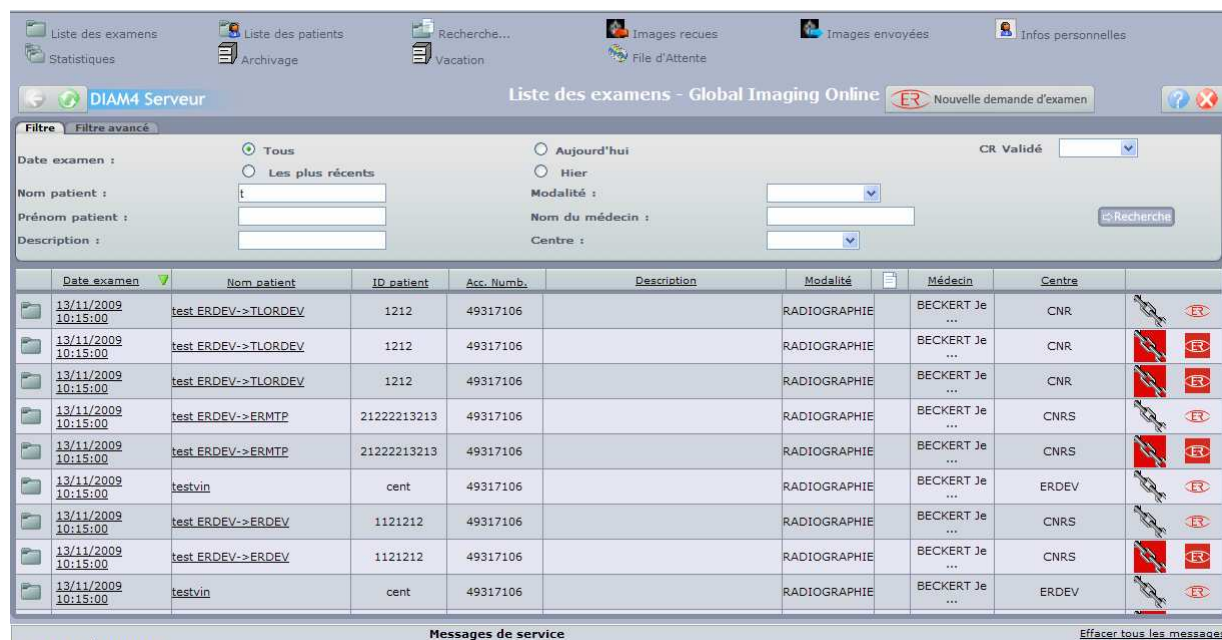 Liste des examens Liste des patients Recherche... Images recues Images envoyées Infos personnelles
Statistiques Archivage Vacation File d'Attente
DIAM4 Serveur Liste des examens - Global Imaging Online ER Nouvelle demande d'examen
Filtre Filtre avancé
Date examen : Tous Aujourd'hui CR Validé
Les plus récents Hier
Nom patient : t Modalité :
Prénom patient : Nom du médecin : Recherche
Description : Centre :
Date examen Nom patient ID patient Acc. Numb. Description Modalité Médecin Centre
13/11/2009 10:15:00 test ERDEV->TLORDEV 1212 49317106 RADIOGRAPHIE BECKERT Je ... CNR ER
13/11/2009 10:15:00 test ERDEV->TLORDEV 1212 49317106 RADIOGRAPHIE BECKERT Je ... CNR ER
13/11/2009 10:15:00 test ERDEV->TLORDEV 1212 49317106 RADIOGRAPHIE BECKERT Je ... CNR ER
13/11/2009 10:15:00 test ERDEV->ERMTP 21222213213 49317106 RADIOGRAPHIE BECKERT Je ... CNRS ER
13/11/2009 10:15:00 test ERDEV->ERMTP 21222213213 49317106 RADIOGRAPHIE BECKERT Je ... CNRS ER
13/11/2009 10:15:00 testvin cent 49317106 RADIOGRAPHIE BECKERT Je ... ERDEV ER
13/11/2009 10:15:00 test ERDEV->ERDEV 1121212 49317106 RADIOGRAPHIE BECKERT Je ... CNRS ER
13/11/2009 10:15:00 test ERDEV->ERDEV 1121212 49317106 RADIOGRAPHIE BECKERT Je ... CNRS ER
13/11/2009 10:15:00 testvin cent 49317106 RADIOGRAPHIE BECKERT Je ... ERDEV ER
Messages de service Effacer tous les messages